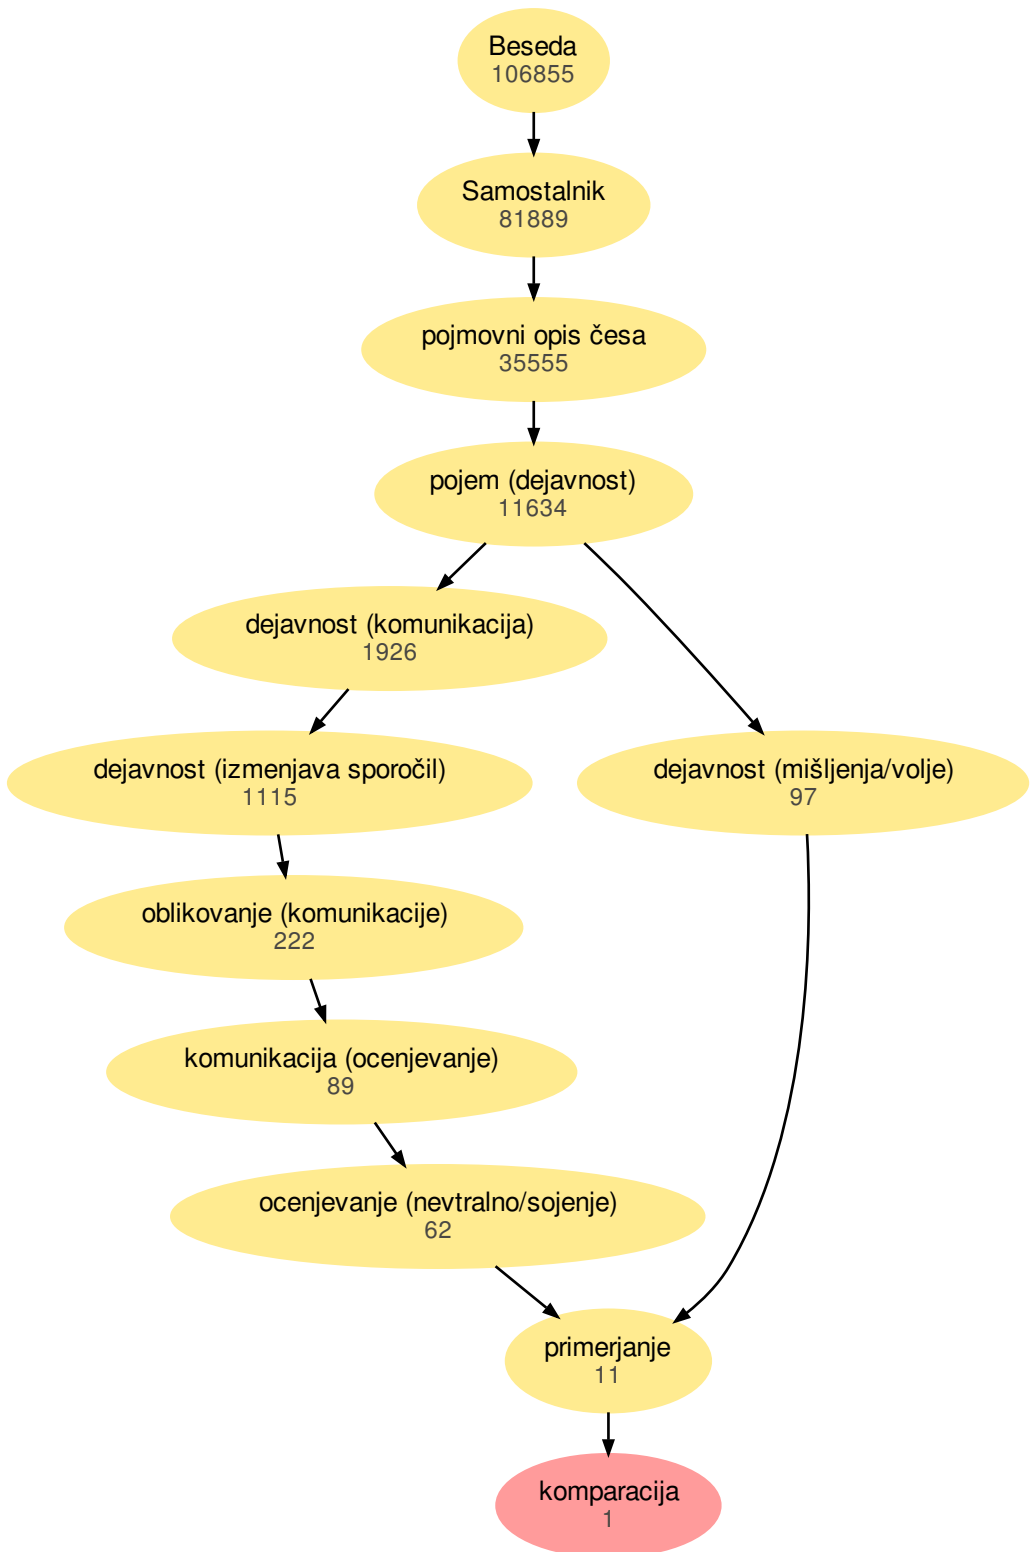 Beseda
106855
Samostalnik
81889
pojmovni opis česa
35555
pojem (dejavnost)
11634
dejavnost (komunikacija)
1926
dejavnost (izmenjava sporočil)
1115
dejavnost (mišljenja/volje)
97
oblikovanje (komunikacije)
222
komunikacija (ocenjevanje)
89
ocenjevanje (nevtralno/sojenje)
62
primerjanje
11
komparacija
1